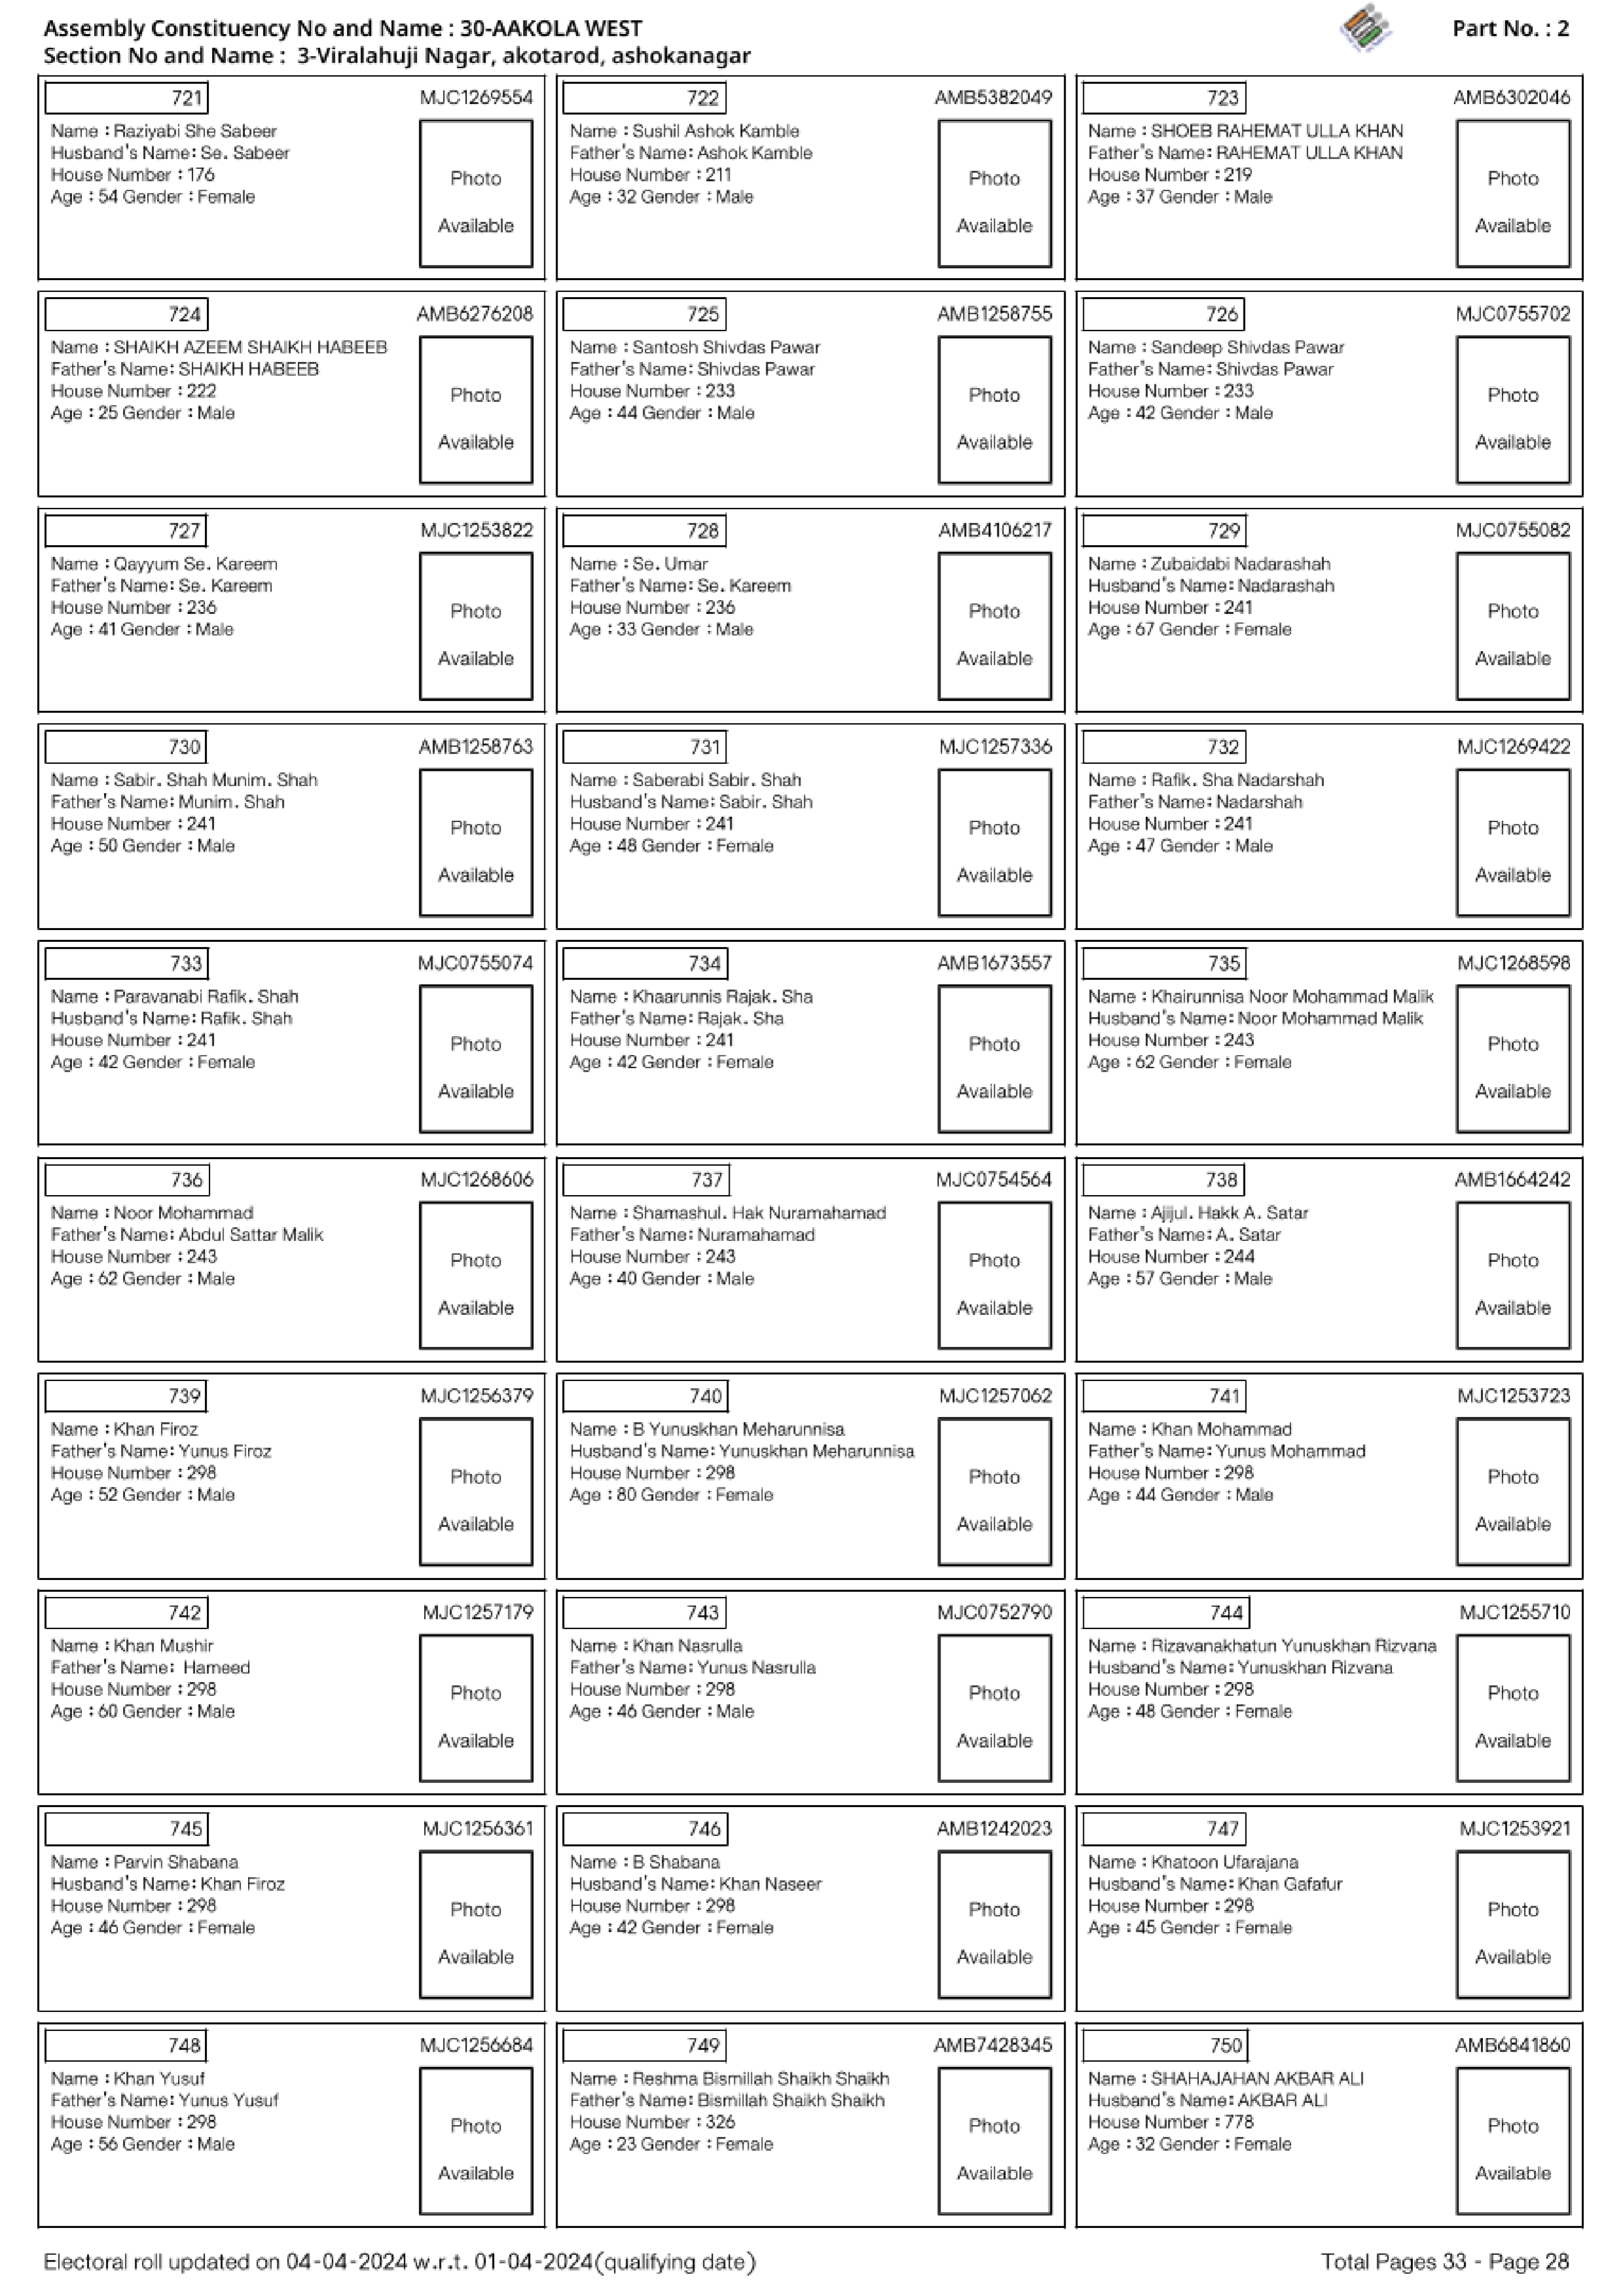 Assembly Constituency No and Name : 30-AAKOLA WEST
Part No. : 2
Section No and Name : 3-Viralahuji Nagar, akotarod, ashokanagar
721
MJC1269554
Name : Raziyabi She Sabeer
Husband's Name: Se. Sabeer
House Number : 176
Age : 54 Gender : Female
Photo
Available
722
AMB5382049
Name : Sushil Ashok Kamble
Father's Name: Ashok Kamble
House Number : 211
Age : 32 Gender : Male
Photo
Available
723
AMB6302046
Name : SHOEB RAHEMAT ULLA KHAN
Father's Name: RAHEMAT ULLA KHAN
House Number : 219
Age : 37 Gender : Male
Photo
Available
724
AMB6276208
Name : SHAIKH AZEEM SHAIKH HABEEB
Father's Name: SHAIKH HABEEB
House Number : 222
Age : 25 Gender : Male
Photo
Available
725
AMB1258755
Name : Santosh Shivdas Pawar
Father's Name: Shivdas Pawar
House Number : 233
Age : 44 Gender : Male
Photo
Available
726
MJC0755702
Name : Sandeep Shivdas Pawar
Father's Name: Shivdas Pawar
House Number : 233
Age : 42 Gender : Male
Photo
Available
727
MJC1253822
Name : Qayyum Se. Kareem
Father's Name: Se. Kareem
House Number : 236
Age : 41 Gender : Male
Photo
Available
728
AMB4106217
Name : Se. Umar
Father's Name: Se. Kareem
House Number : 236
Age : 33 Gender : Male
Photo
Available
729
MJC0755082
Name : Zubaidabi Nadarashah
Husband's Name: Nadarashah
House Number : 241
Age : 67 Gender : Female
Photo
Available
730
AMB1258763
Name : Sabir. Shah Munim. Shah
Father's Name: Munim. Shah
House Number : 241
Age : 50 Gender : Male
Photo
Available
731
MJC1257336
Name : Saberabi Sabir. Shah
Husband's Name: Sabir. Shah
House Number : 241
Age : 48 Gender : Female
Photo
Available
732
MJC1269422
Name : Rafik. Sha Nadarshah
Father's Name: Nadarshah
House Number : 241
Age : 47 Gender : Male
Photo
Available
733
MJC0755074
Name : Paravanabi Rafik. Shah
Husband's Name: Rafik. Shah
House Number : 241
Age : 42 Gender : Female
Photo
Available
734
AMB1673557
Name : Khaarunnis Rajak. Sha
Father's Name: Rajak. Sha
House Number : 241
Age : 42 Gender : Female
Photo
Available
735
MJC1268598
Name : Khairunnisa Noor Mohammad Malik
Husband's Name: Noor Mohammad Malik
House Number : 243
Age : 62 Gender : Female
Photo
Available
736
MJC1268606
Name : Noor Mohammad
Father's Name: Abdul Sattar Malik
House Number : 243
Age : 62 Gender : Male
Photo
Available
737
MJC0754564
Name : Shamashul. Hak Nuramahamad
Father's Name: Nuramahamad
House Number : 243
Age : 40 Gender : Male
Photo
Available
738
AMB1664242
Name : Ajijul. Hakk A. Satar
Father's Name: A. Satar
House Number : 244
Age : 57 Gender : Male
Photo
Available
739
MJC1256379
Name : Khan Firoz
Father's Name: Yunus Firoz
House Number : 298
Age : 52 Gender : Male
Photo
Available
740
MJC1257062
Name : B Yunuskhan Meharunnisa
Husband's Name: Yunuskhan Meharunnisa
House Number : 298
Age : 80 Gender : Female
Photo
Available
741
MJC1253723
Name : Khan Mohammad
Father's Name: Yunus Mohammad
House Number : 298
Age : 44 Gender : Male
Photo
Available
742
MJC1257179
Name : Khan Mushir
Father's Name: Hameed
House Number : 298
Age : 60 Gender : Male
Photo
Available
743
MJC0752790
Name : Khan Nasrulla
Father's Name: Yunus Nasrulla
House Number : 298
Age : 46 Gender : Male
Photo
Available
744
MJC1255710
Name : Rizavanakhatun Yunuskhan Rizvana
Husband's Name: Yunuskhan Rizvana
House Number : 298
Age : 48 Gender : Female
Photo
Available
745
MJC1256361
Name : Parvin Shabana
Husband's Name: Khan Firoz
House Number : 298
Age : 46 Gender : Female
Photo
Available
746
AMB1242023
Name : B Shabana
Husband's Name: Khan Naseer
House Number : 298
Age : 42 Gender : Female
Photo
Available
747
MJC1253921
Name : Khatoon Ufarajana
Husband's Name: Khan Gafafur
House Number : 298
Age : 45 Gender : Female
Photo
Available
748
MJC1256684
Name : Khan Yusuf
Father's Name: Yunus Yusuf
House Number : 298
Age : 56 Gender : Male
Photo
Available
749
AMB7428345
Name : Reshma Bismillah Shaikh Shaikh
Father's Name: Bismillah Shaikh Shaikh
House Number : 326
Age : 23 Gender : Female
Photo
Available
750
AMB6841860
Name : SHAHAJAHAN AKBAR ALI
Husband's Name: AKBAR ALI
House Number : 778
Age : 32 Gender : Female
Photo
Available
Electoral roll updated on 04-04-2024 w.r.t. 01-04-2024(qualifying date)
Total Pages 33 - Page 28